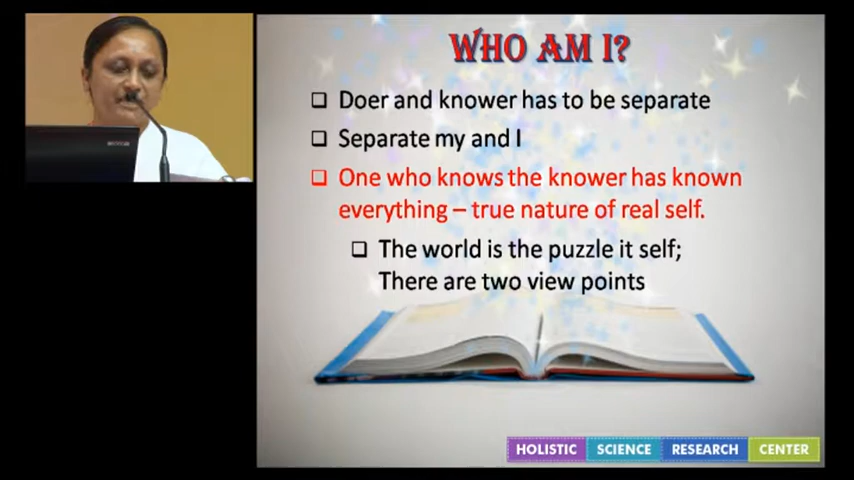 WHO AM I?
❑ Doer and knower has to be separate
❑ Separate my and I
❑ One who knows the knower has known
everything – true nature of real self.
❑ The world is the puzzle it self;
There are two view points
HOLISTIC SCIENCE RESEARCH CENTER